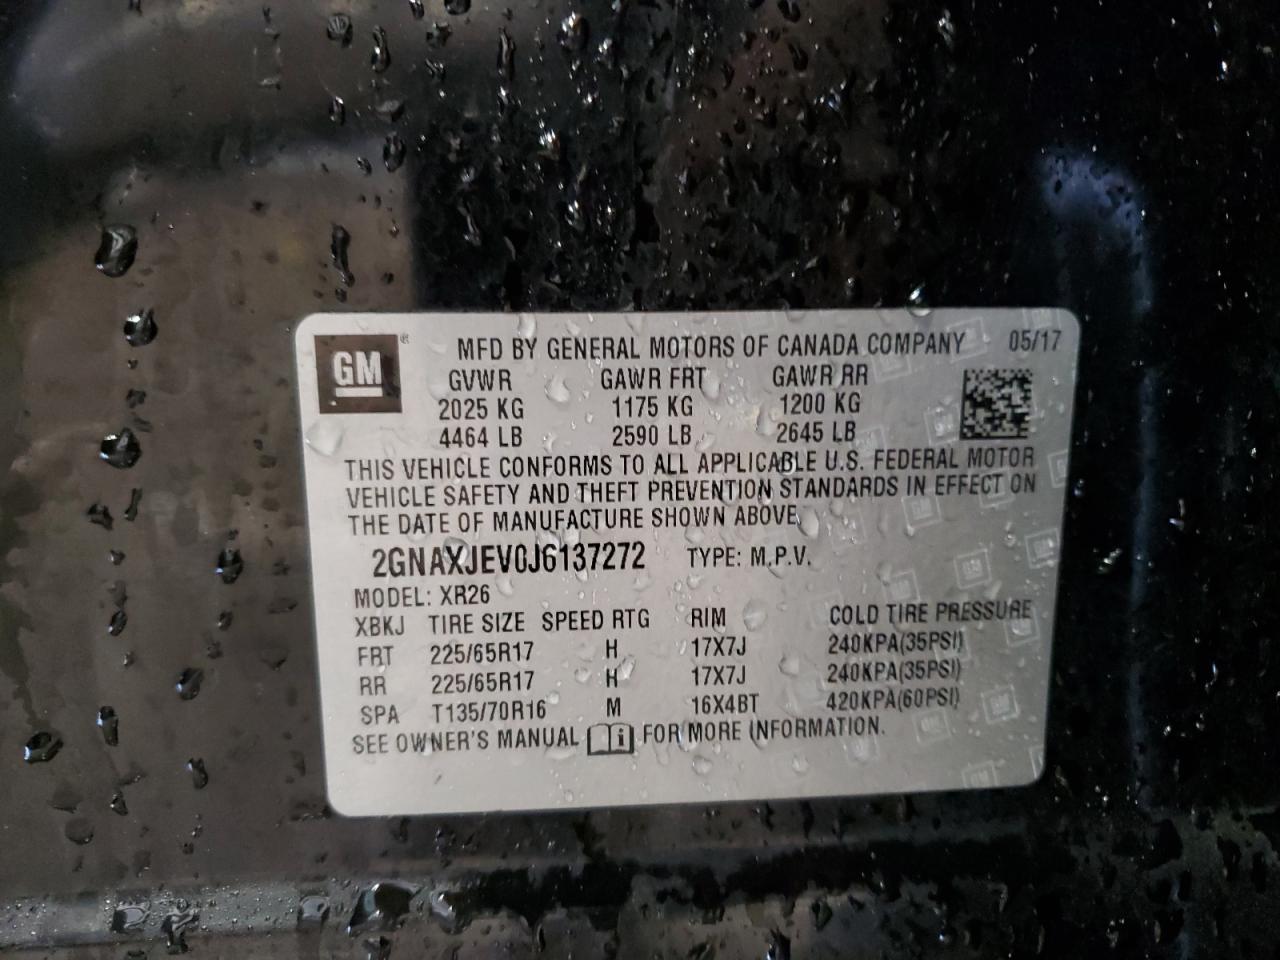 GM® MFD BY GENERAL MOTORS OF CANADA COMPANY 05/17
GVWR GAWR FRT GAWR RR
2025 KG 1175 KG 1200 KG
4464 LB 2590 LB 2645 LB
THIS VEHICLE CONFORMS TO ALL APPLICABLE U.S. FEDERAL MOTOR
VEHICLE SAFETY AND THEFT PREVENTION STANDARDS IN EFFECT ON
THE DATE OF MANUFACTURE SHOWN ABOVE.
2GNAXJEV0J6137272 TYPE: M.P.V.
MODEL: XR26
XBKJ TIRE SIZE SPEED RTG RIM COLD TIRE PRESSURE
FRT 225/65R17 H 17X7J 240KPA(35PSI)
RR 225/65R17 H 17X7J 240KPA(35PSI)
SPA T135/70R16 M 16X4BT 420KPA(60PSI)
SEE OWNER'S MANUAL i FOR MORE INFORMATION.